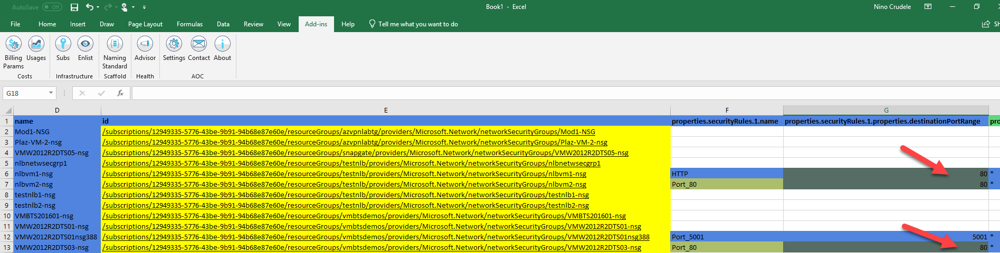 AutoSave Off Book1 - Excel Nino Crudele
File Home Insert Draw Page Layout Formulas Data Review View Add-ins Help Tell me what you want to do Sh
Billing Params Usages Subs Enlist Naming Standard Advisor Settings Contact About
Costs Infrastructure Scaffold Health AOC
G18 fx
D E F G
1 name id properties.securityRules.1.name properties.securityRules.1.properties.destinationPortRange pro
2 Mod1-NSG /subscriptions/12949335-5776-43be-9b91-94b68e87e60e/resourceGroups/azvpnlabtg/providers/Microsoft.Network/networkSecurityGroups/Mod1-NSG
3 Plaz-VM-2-nsg /subscriptions/12949335-5776-43be-9b91-94b68e87e60e/resourceGroups/azvpnlabtg/providers/Microsoft.Network/networkSecurityGroups/Plaz-VM-2-nsg
4 VMW2012R2DTS05-nsg /subscriptions/12949335-5776-43be-9b91-94b68e87e60e/resourceGroups/snapgate/providers/Microsoft.Network/networkSecurityGroups/VMW2012R2DTS05-nsg
5 nlbnetwsecgrp1 /subscriptions/12949335-5776-43be-9b91-94b68e87e60e/resourceGroups/testnlb/providers/Microsoft.Network/networkSecurityGroups/nlbnetwsecgrp1
6 nlbvm1-nsg /subscriptions/12949335-5776-43be-9b91-94b68e87e60e/resourceGroups/testnlb/providers/Microsoft.Network/networkSecurityGroups/nlbvm1-nsg HTTP 80 *
7 nlbvm2-nsg /subscriptions/12949335-5776-43be-9b91-94b68e87e60e/resourceGroups/testnlb/providers/Microsoft.Network/networkSecurityGroups/nlbvm2-nsg Port_80 80 *
8 testnlb1-nsg /subscriptions/12949335-5776-43be-9b91-94b68e87e60e/resourceGroups/testnlb/providers/Microsoft.Network/networkSecurityGroups/testnlb1-nsg
9 testnlb2-nsg /subscriptions/12949335-5776-43be-9b91-94b68e87e60e/resourceGroups/testnlb/providers/Microsoft.Network/networkSecurityGroups/testnlb2-nsg
10 VMBTS201601-nsg /subscriptions/12949335-5776-43be-9b91-94b68e87e60e/resourceGroups/vmbtsdemos/providers/Microsoft.Network/networkSecurityGroups/VMBTS201601-nsg
11 VMW2012R2DTS01-nsg /subscriptions/12949335-5776-43be-9b91-94b68e87e60e/resourceGroups/vmbtsdemos/providers/Microsoft.Network/networkSecurityGroups/VMW2012R2DTS01-nsg
12 VMW2012R2DTS01nsg388 /subscriptions/12949335-5776-43be-9b91-94b68e87e60e/resourceGroups/vmbtsdemos/providers/Microsoft.Network/networkSecurityGroups/VMW2012R2DTS01nsg388 Port_5001 5001 *
13 VMW2012R2DTS03-nsg /subscriptions/12949335-5776-43be-9b91-94b68e87e60e/resourceGroups/vmbtsdemos/providers/Microsoft.Network/networkSecurityGroups/VMW2012R2DTS03-nsg Port_80 80 *